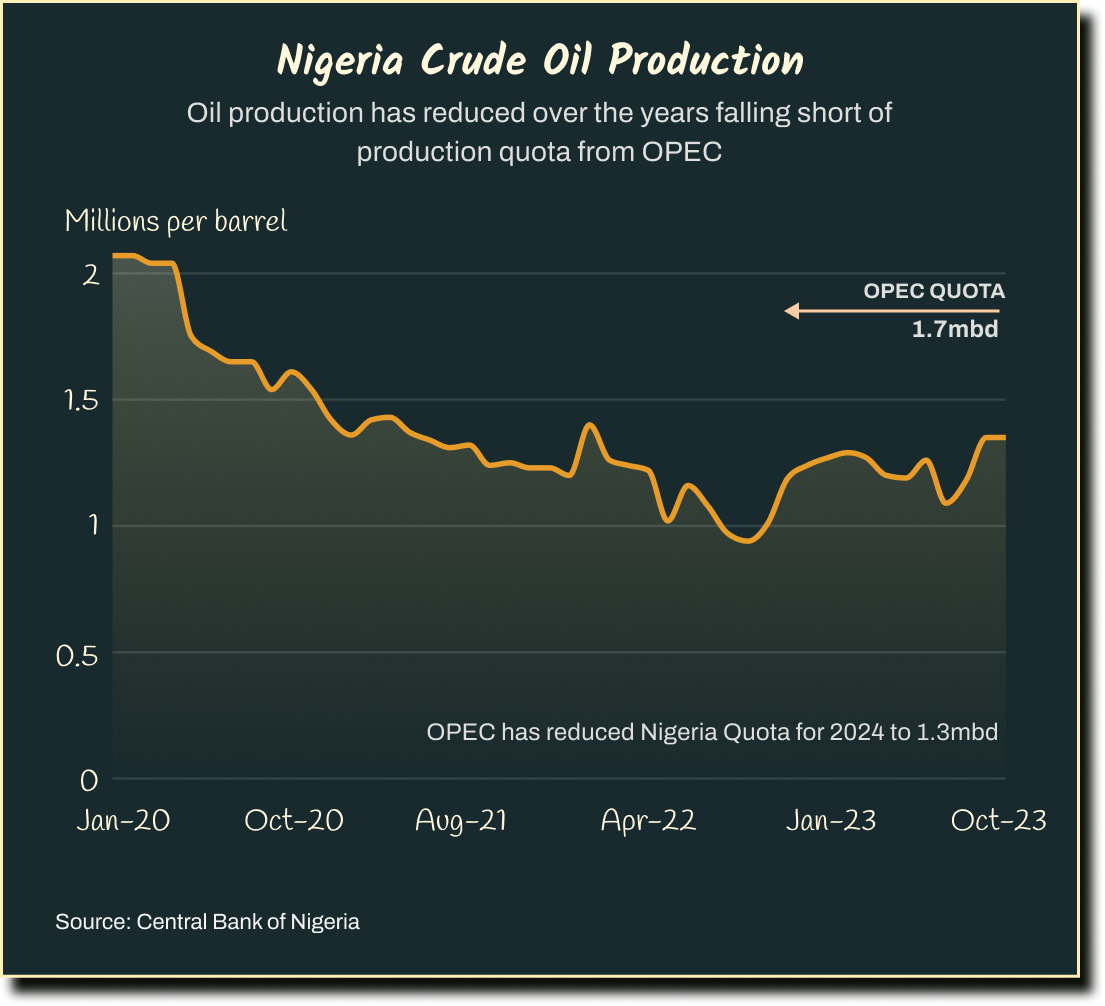 Nigeria Crude Oil Production
Oil production has reduced over the years falling short of
production quota from OPEC
Millions per barrel
2
OPEC QUOTA
1.7mbd
1.5
1
0.5
OPEC has reduced Nigeria Quota for 2024 to 1.3mbd
0
Jan-20 Oct-20 Aug-21 Apr-22 Jan-23 Oct-23
Source: Central Bank of Nigeria